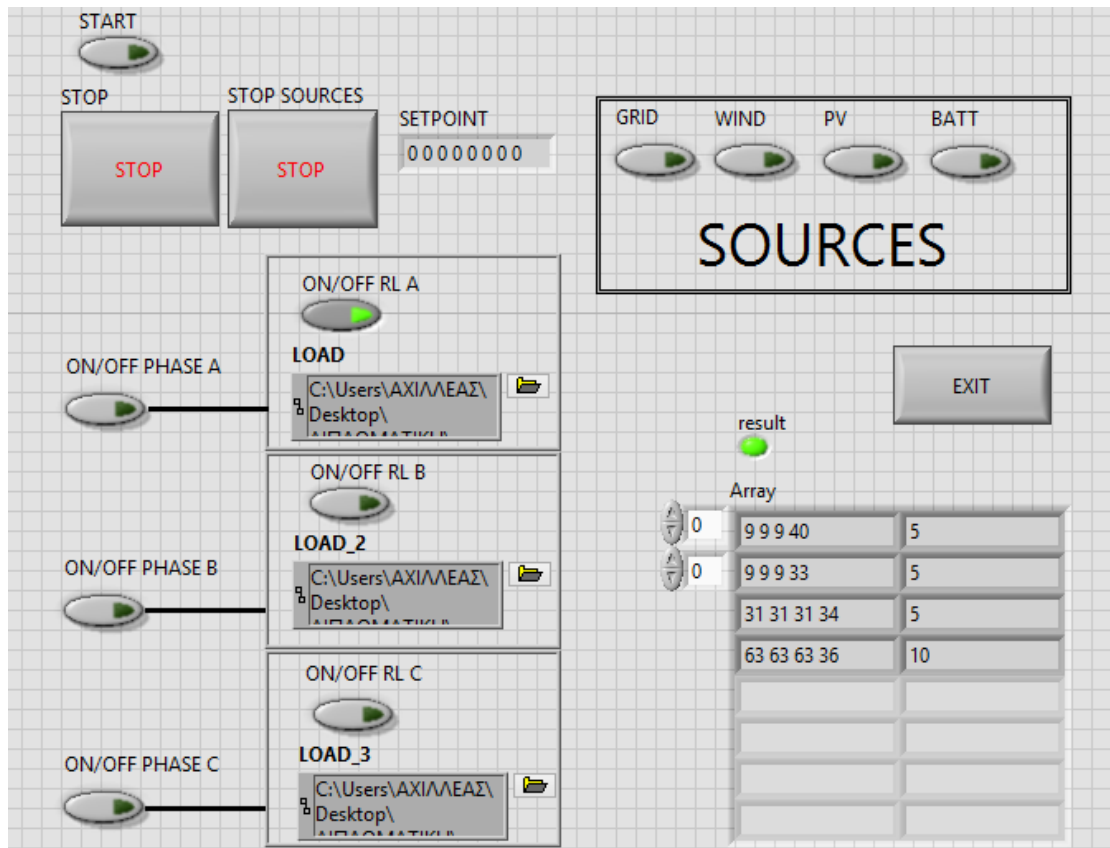 START
STOP
STOP SOURCES
STOP
STOP
SETPOINT
00000000
GRID WIND PV BATT
SOURCES
ON/OFF RL A
LOAD
C:\Users\ΑΧΙΛΛΕΑΣ\
Desktop\
ΔΙΠΛΩΜΑΤΙΚΗ\
ON/OFF PHASE A
ON/OFF RL B
LOAD_2
C:\Users\ΑΧΙΛΛΕΑΣ\
Desktop\
ΔΙΠΛΩΜΑΤΙΚΗ\
ON/OFF PHASE B
ON/OFF RL C
LOAD_3
C:\Users\ΑΧΙΛΛΕΑΣ\
Desktop\
ΔΙΠΛΩΜΑΤΙΚΗ\
ON/OFF PHASE C
EXIT
result
Array
0 9 9 9 40 5
0 9 9 9 33 5
31 31 31 34 5
63 63 63 36 10